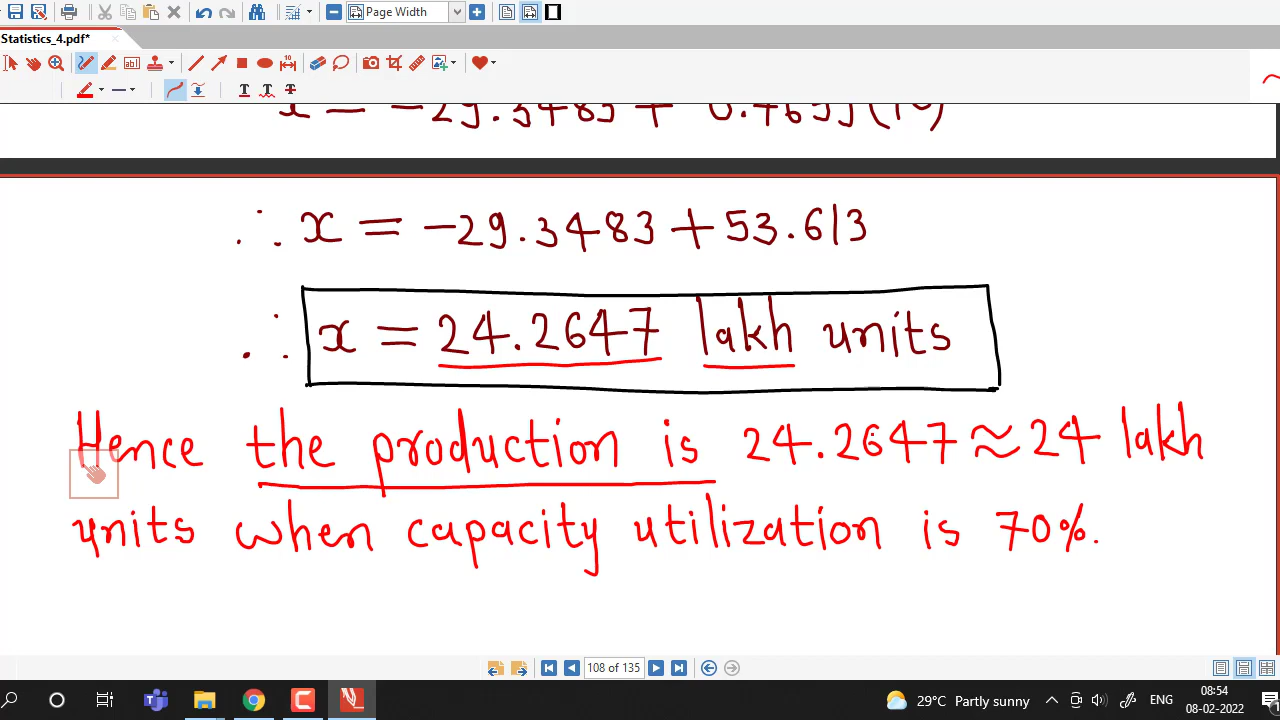 Page Width
Statistics_4.pdf*
10
∴ x = -29.3483 + 53.613
∴ x = 24.2647 lakh units
Hence the production is 24.2647 ≈ 24 lakh
units when capacity utilization is 70%.
108 of 135
29°C Partly sunny
ENG
08:54
08-02-2022